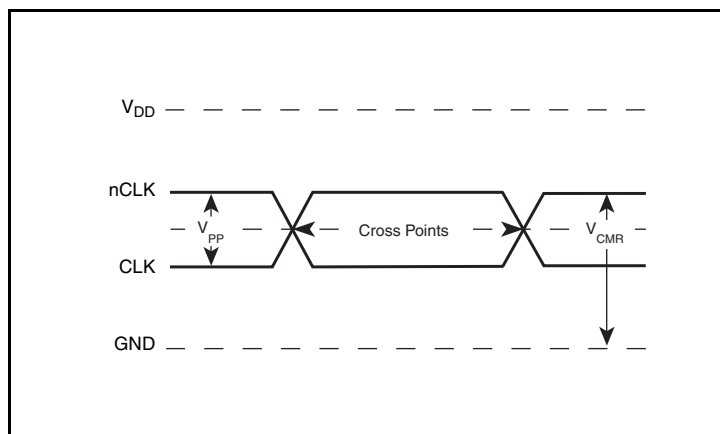 VDD
nCLK
VPP
Cross Points
VCMR
CLK
GND